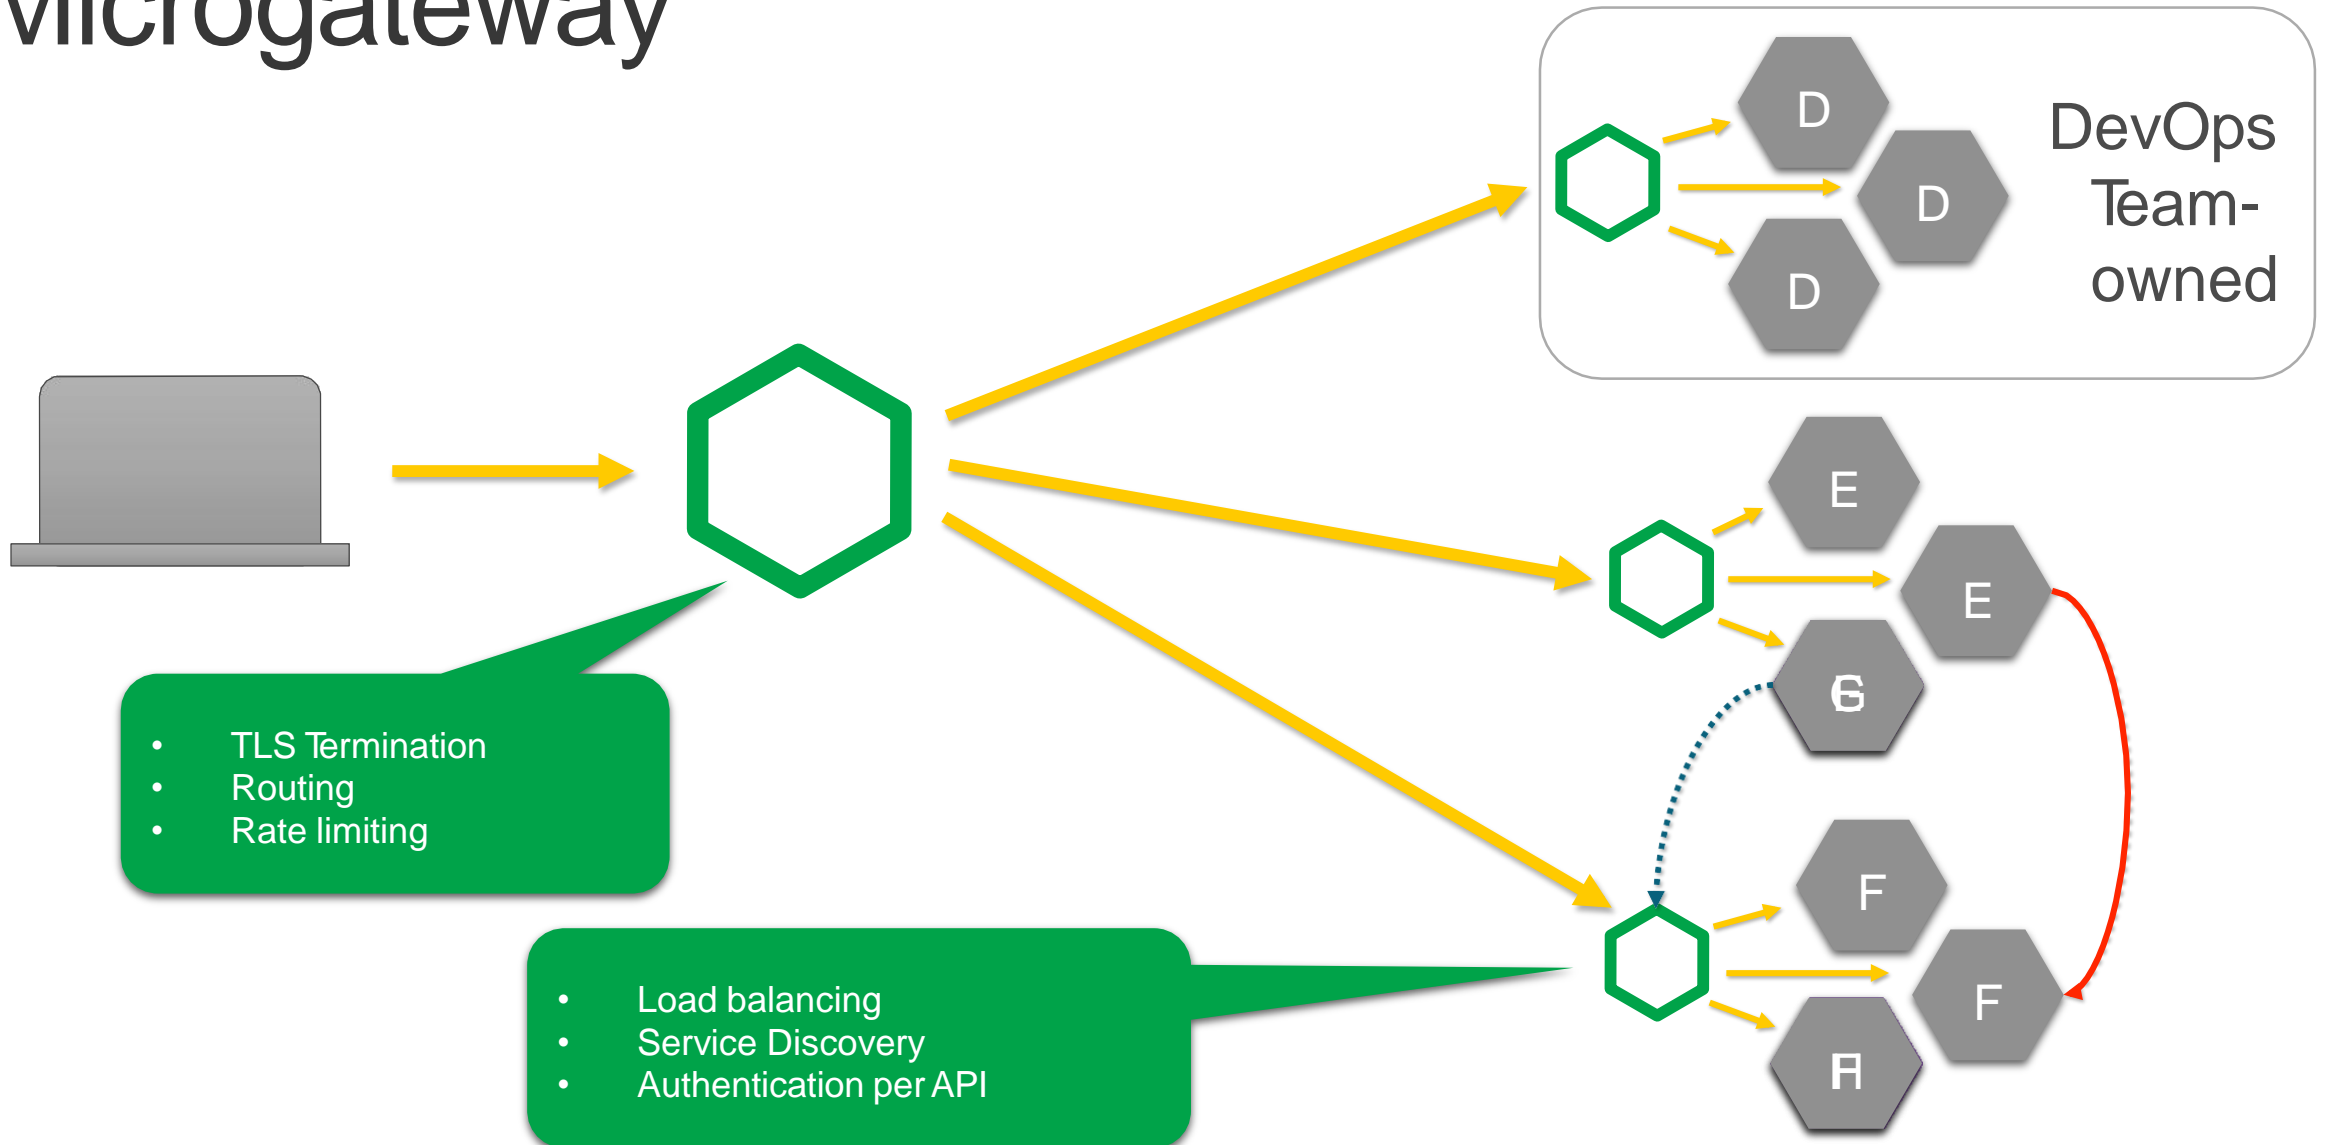 Microgateway
D
D
D
DevOps
Team-
owned
E
E
TLS Termination
Routing
Rate limiting
F
F
Load balancing
Service Discovery
Authentication per API